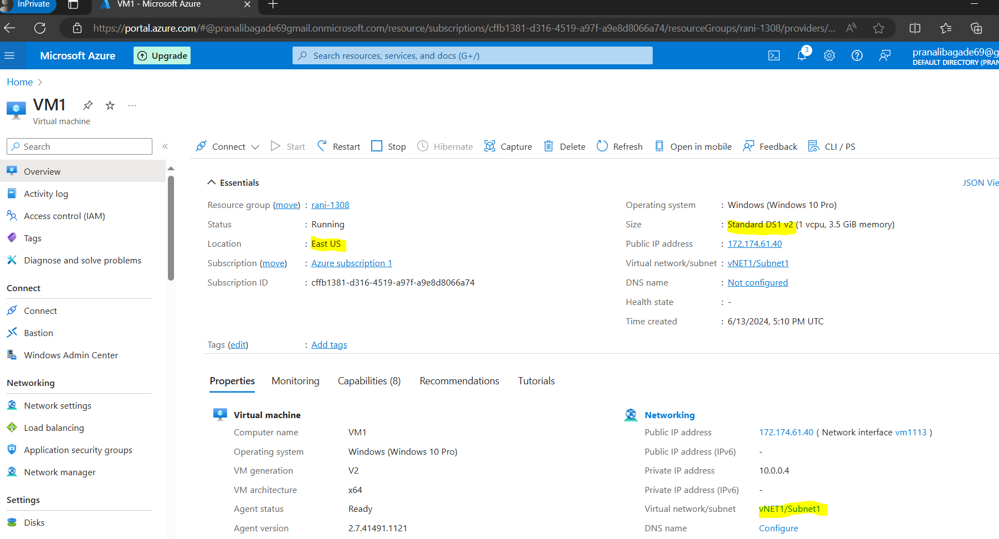 InPrivate
VM1 - Microsoft Azure
https://portal.azure.com/#@pranalibagade69gmail.onmicrosoft.com/resource/subscriptions/cffb1381-d316-4519-a97f-a9e8d8066a74/resourceGroups/rani-1308/providers/...
Microsoft Azure
Upgrade
Search resources, services, and docs (G+/)
3
pranalibagade69@g
DEFAULT DIRECTORY (PRAN
Home >
VM1
Virtual machine
Search
Connect
Start
Restart
Stop
Hibernate
Capture
Delete
Refresh
Open in mobile
Feedback
CLI / PS
Overview
Activity log
Access control (IAM)
Tags
Diagnose and solve problems
Connect
Connect
Bastion
Windows Admin Center
Networking
Network settings
Load balancing
Application security groups
Network manager
Settings
Disks
Essentials
JSON Vie
Resource group (move) : rani-1308
Status : Running
Location : East US
Subscription (move) : Azure subscription 1
Subscription ID : cffb1381-d316-4519-a97f-a9e8d8066a74
Operating system : Windows (Windows 10 Pro)
Size : Standard DS1 v2 (1 vcpu, 3.5 GiB memory)
Public IP address : 172.174.61.40
Virtual network/subnet : vNET1/Subnet1
DNS name : Not configured
Health state : -
Time created : 6/13/2024, 5:10 PM UTC
Tags (edit) : Add tags
Properties
Monitoring
Capabilities (8)
Recommendations
Tutorials
Virtual machine
Computer name VM1
Operating system Windows (Windows 10 Pro)
VM generation V2
VM architecture x64
Agent status Ready
Agent version 2.7.41491.1121
Networking
Public IP address 172.174.61.40 ( Network interface vm1113 )
Public IP address (IPv6) -
Private IP address 10.0.0.4
Private IP address (IPv6) -
Virtual network/subnet vNET1/Subnet1
DNS name Configure